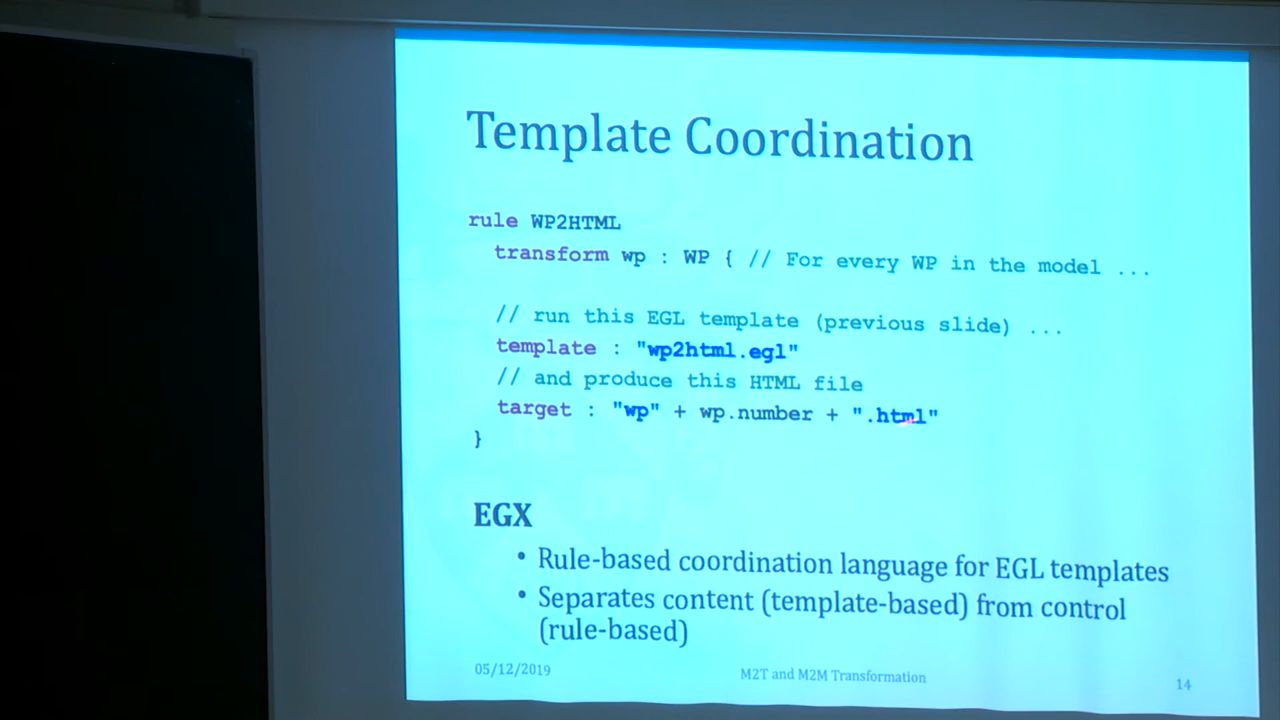 Template Coordination
rule WP2HTML
transform wp : WP { // For every WP in the model ...
// run this EGL template (previous slide) ...
template : "wp2html.egl"
// and produce this HTML file
target : "wp" + wp.number + ".html"
}
EGX
• Rule-based coordination language for EGL templates
• Separates content (template-based) from control
(rule-based)
05/12/2019
M2T and M2M Transformation
14